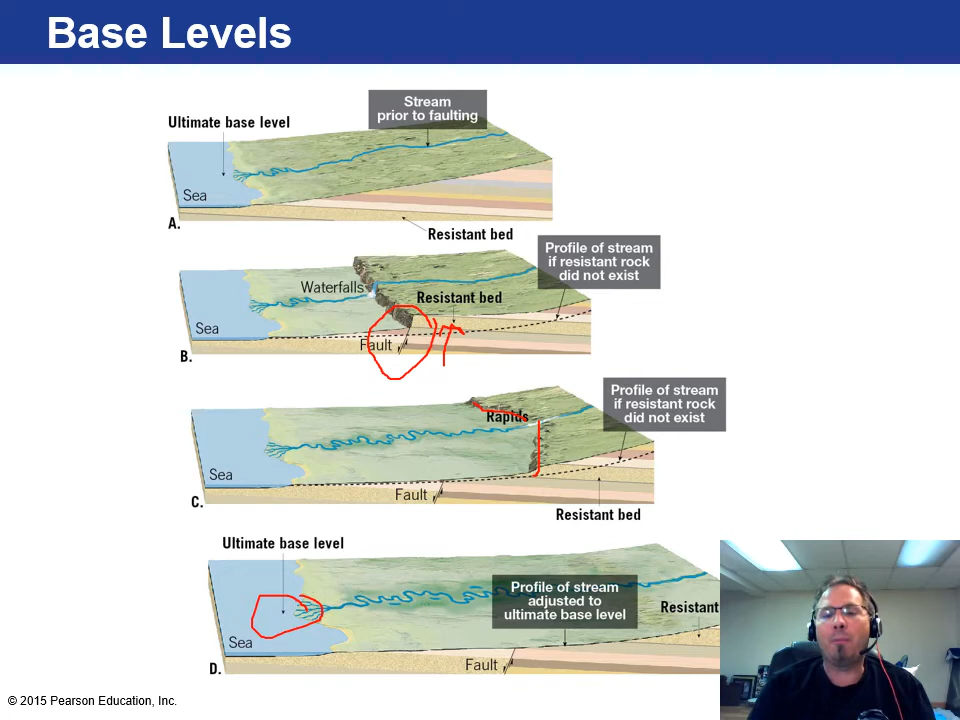 Base Levels
Stream
prior to faulting
Ultimate base level
Sea
A.
Resistant bed
Profile of stream
if resistant rock
did not exist
Waterfalls
Resistant bed
Sea
Fault
B.
Profile of stream
if resistant rock
did not exist
Rapids
Sea
Fault
C.
Resistant bed
Ultimate base level
Profile of stream
adjusted to
ultimate base level
Resistant
Sea
Fault
D.
© 2015 Pearson Education, Inc.